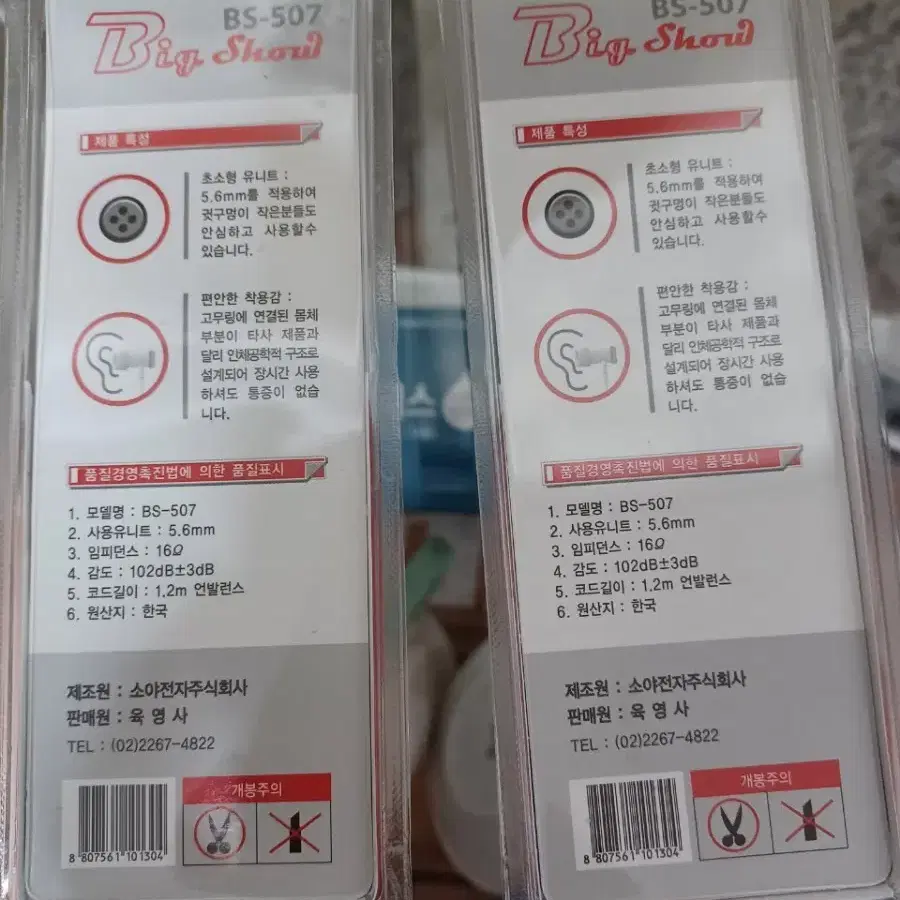 BS-507
Big Show
제품 특성
초소형 유니트 :
5.6mm를 적용하여
귓구멍이 작은분들도
안심하고 사용할수
있습니다.
편안한 착용감 :
고무링에 연결된 몸체
부분이 타사 제품과
달리 인체공학적 구조로
설계되어 장시간 사용
하셔도 통증이 없습
니다.
품질경영촉진법에 의한 품질표시
1. 모델명 : BS-507
2. 사용유니트 : 5.6mm
3. 임피던스 : 16Ω
4. 감도 : 102dB±3dB
5. 코드길이 : 1.2m 언발런스
6. 원산지 : 한국
제조원 : 소야전자주식회사
판매원 : 육 영 사
TEL : (02)2267-4822
개봉주의
8 807561 101304
BS-507
Big Show
제품 특성
초소형 유니트 :
5.6mm를 적용하여
귓구멍이 작은분들도
안심하고 사용할수
있습니다.
편안한 착용감 :
고무링에 연결된 몸체
부분이 타사 제품과
달리 인체공학적 구조로
설계되어 장시간 사용
하셔도 통증이 없습
니다.
품질경영촉진법에 의한 품질표시
1. 모델명 : BS-507
2. 사용유니트 : 5.6mm
3. 임피던스 : 16Ω
4. 감도 : 102dB±3dB
5. 코드길이 : 1.2m 언발런스
6. 원산지 : 한국
제조원 : 소야전자주식회사
판매원 : 육 영 사
TEL : (02)2267-4822
개봉주의
8 807561 101304
스